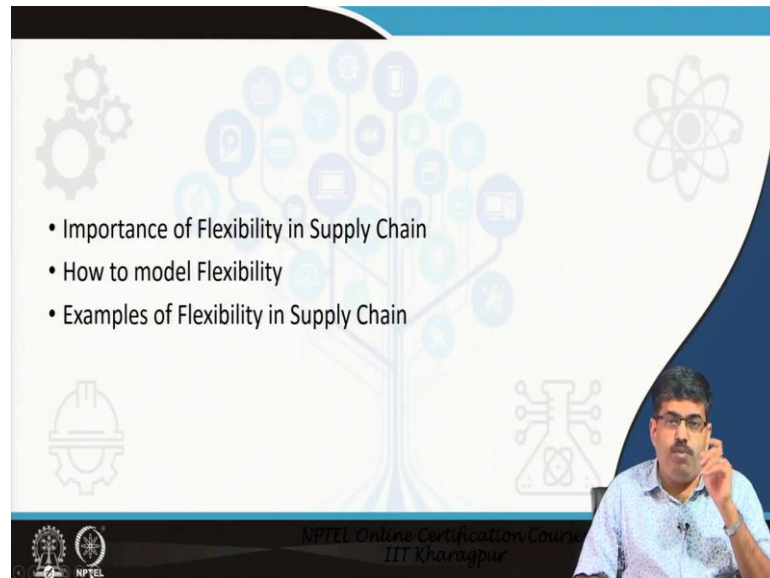 • Importance of Flexibility in Supply Chain
• How to model Flexibility
• Examples of Flexibility in Supply Chain
NPTEL Online Certification Course
IIT Kharagpur
NPTEL